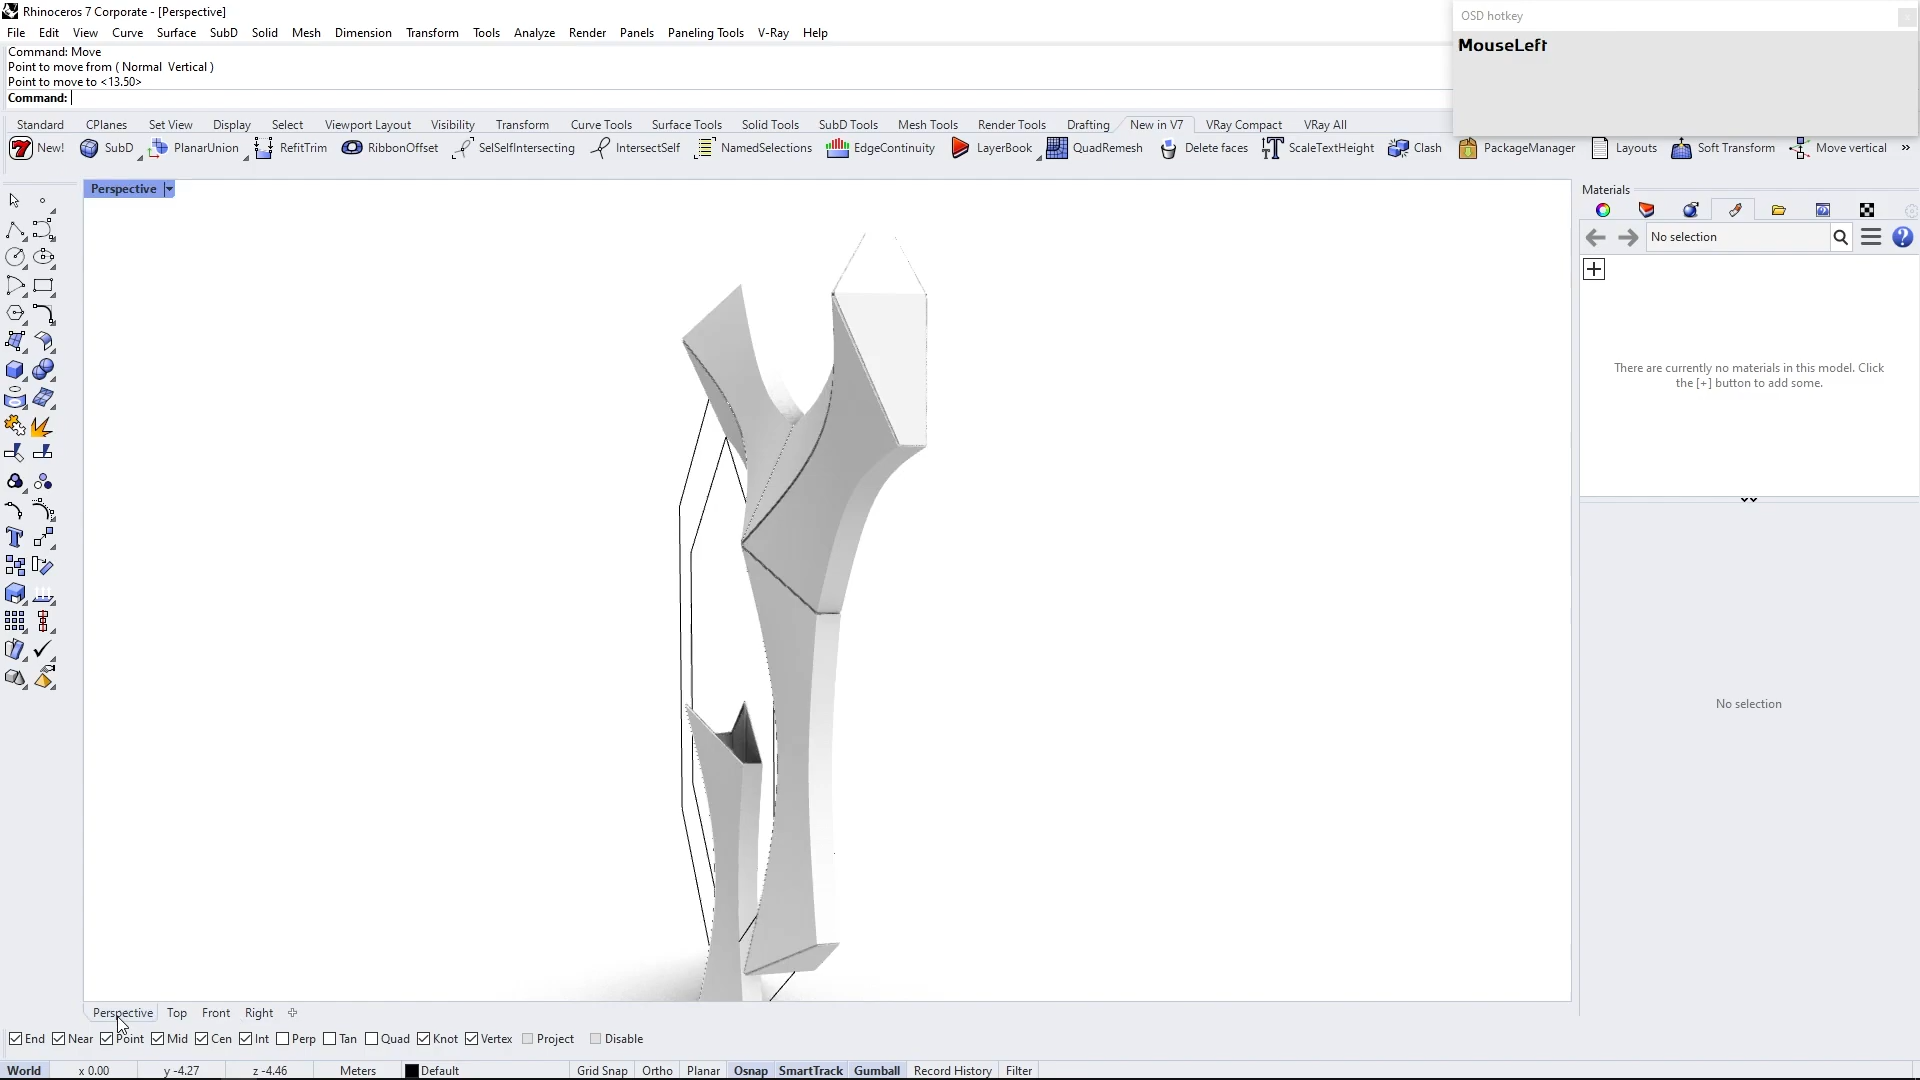 Rhinoceros 7 Corporate - [Perspective]
OSD hotkey
MouseLeft
File Edit View Curve Surface SubD Solid Mesh Dimension Transform Tools Analyze Render Panels Paneling Tools V-Ray Help
Command: Move
Point to move from ( Normal Vertical )
Point to move to <13.50>
Command:
Standard CPlanes Set View Display Select Viewport Layout Visibility Transform Curve Tools Surface Tools Solid Tools SubD Tools Mesh Tools Render Tools Drafting New in V7 VRay Compact VRay All
7 New! SubD PlanarUnion RefitTrim RibbonOffset SelSelfIntersecting IntersectSelf NamedSelections EdgeContinuity LayerBook QuadRemesh Delete faces ScaleTextHeight Clash PackageManager Layouts Soft Transform Move vertical »
Perspective
Materials
No selection
There are currently no materials in this model. Click
the [+] button to add some.
No selection
Perspective Top Front Right
End Near Point Mid Cen Int Perp Tan Quad Knot Vertex Project Disable
World x 0.00 y -4.27 z -4.46 Meters Default Grid Snap Ortho Planar Osnap SmartTrack Gumball Record History Filter